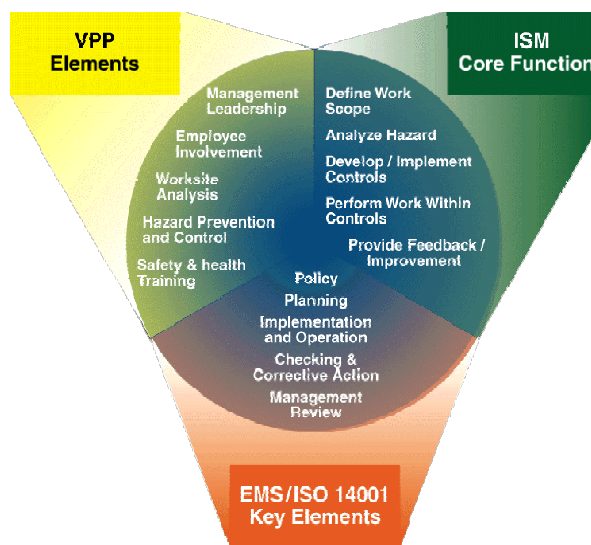 VPP
Elements
ISM
Core Function
Management
Leadership
Employee
Involvement
Worksite
Analysis
Hazard Prevention
and Control
Safety & health
Training
Define Work
Scope
Analyze Hazard
Develop / Implement
Controls
Perform Work Within
Controls
Provide Feedback /
Improvement
Policy
Planning
Implementation
and Operation
Checking &
Corrective Action
Management
Review
EMS/ISO 14001
Key Elements